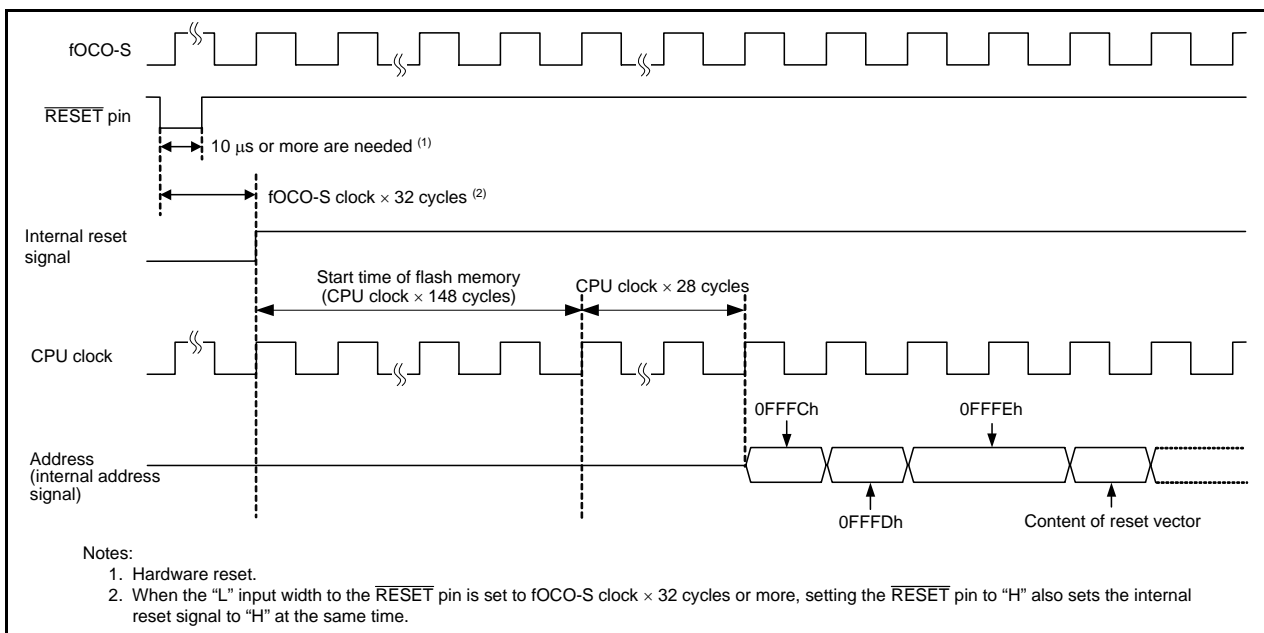 fOCO-S
RESET pin
10 µs or more are needed (1)
fOCO-S clock × 32 cycles (2)
Internal reset
signal
Start time of flash memory
(CPU clock × 148 cycles)
CPU clock × 28 cycles
CPU clock
0FFFCh
0FFFEh
Address
(internal address
signal)
0FFFDh
Content of reset vector
Notes:
1. Hardware reset.
2. When the “L” input width to the RESET pin is set to fOCO-S clock × 32 cycles or more, setting the RESET pin to “H” also sets the internal
reset signal to “H” at the same time.